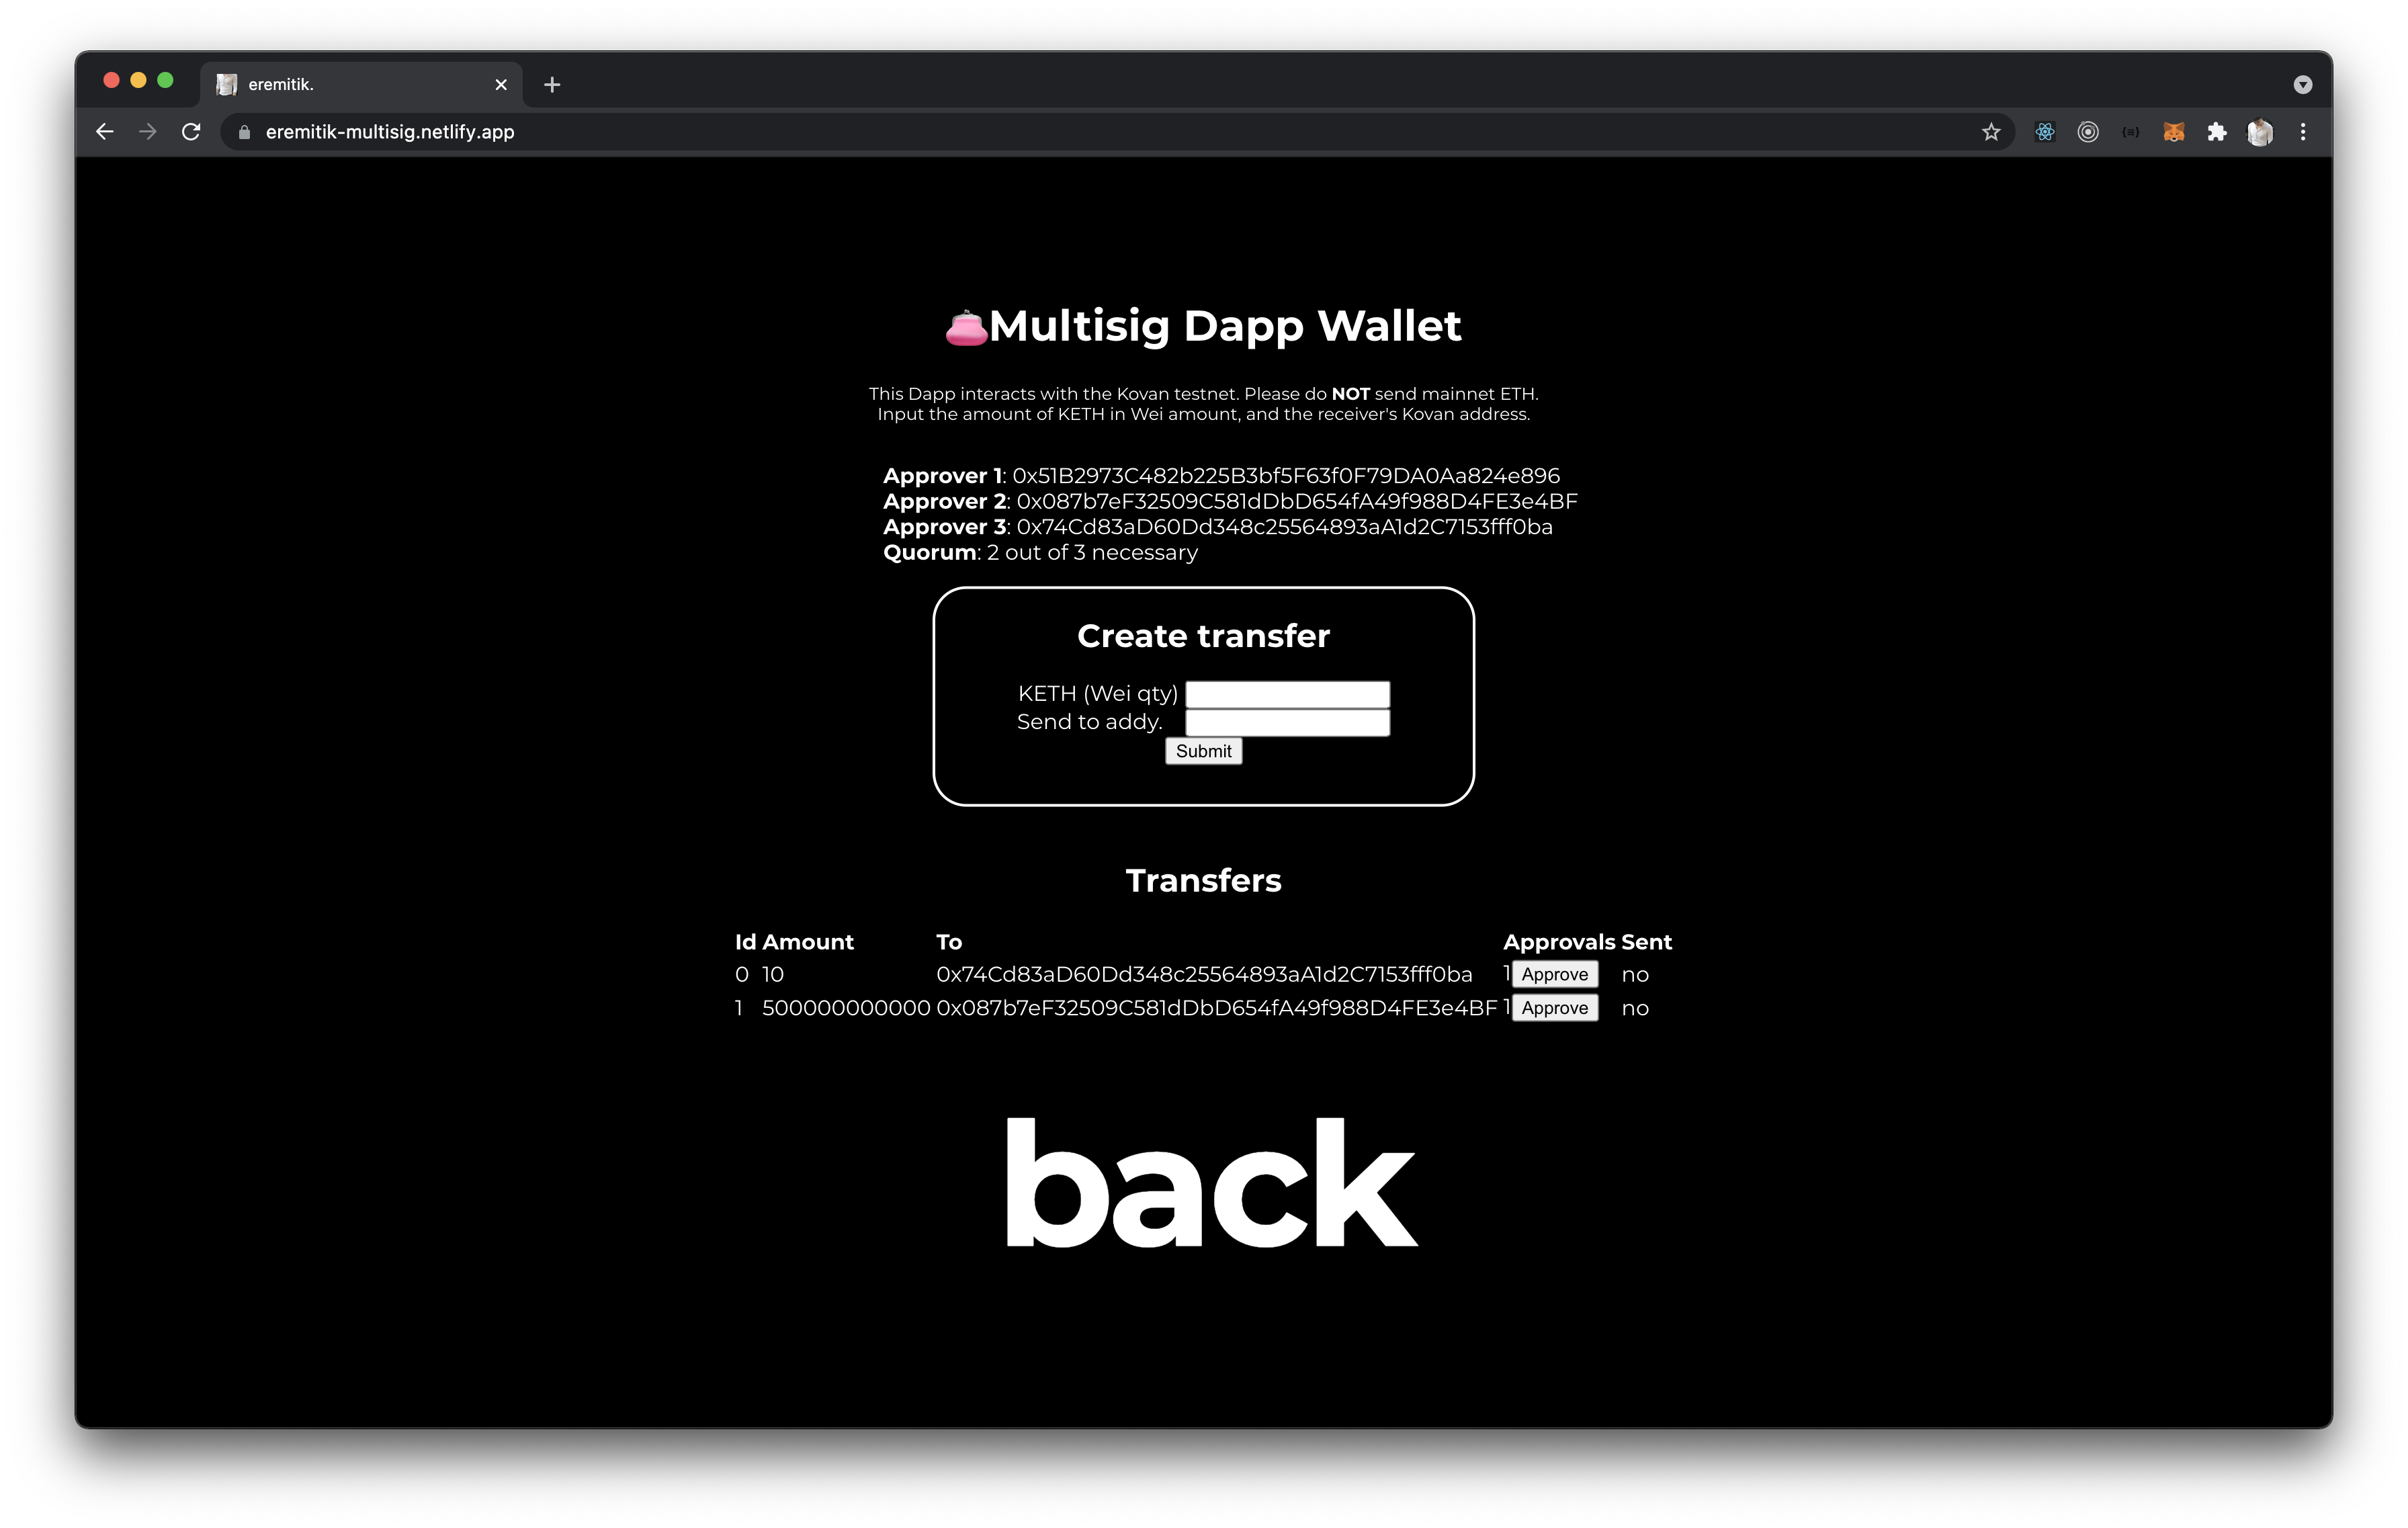 eremitik.
eremitik-multisig.netlify.app
👛Multisig Dapp Wallet
This Dapp interacts with the Kovan testnet. Please do NOT send mainnet ETH.
Input the amount of KETH in Wei amount, and the receiver's Kovan address.
Approver 1: 0x51B2973C482b225B3bf5F63f0F79DA0Aa824e896
Approver 2: 0x087b7eF32509C581dDbD654fA49f988D4FE3e4BF
Approver 3: 0x74Cd83aD60Dd348c25564893aA1d2C7153fff0ba
Quorum: 2 out of 3 necessary
Create transfer
KETH (Wei qty)
Send to addy.
Submit
Transfers
Id Amount To Approvals Sent
0 10 0x74Cd83aD60Dd348c25564893aA1d2C7153fff0ba 1 Approve no
1 500000000000 0x087b7eF32509C581dDbD654fA49f988D4FE3e4BF 1 Approve no
back